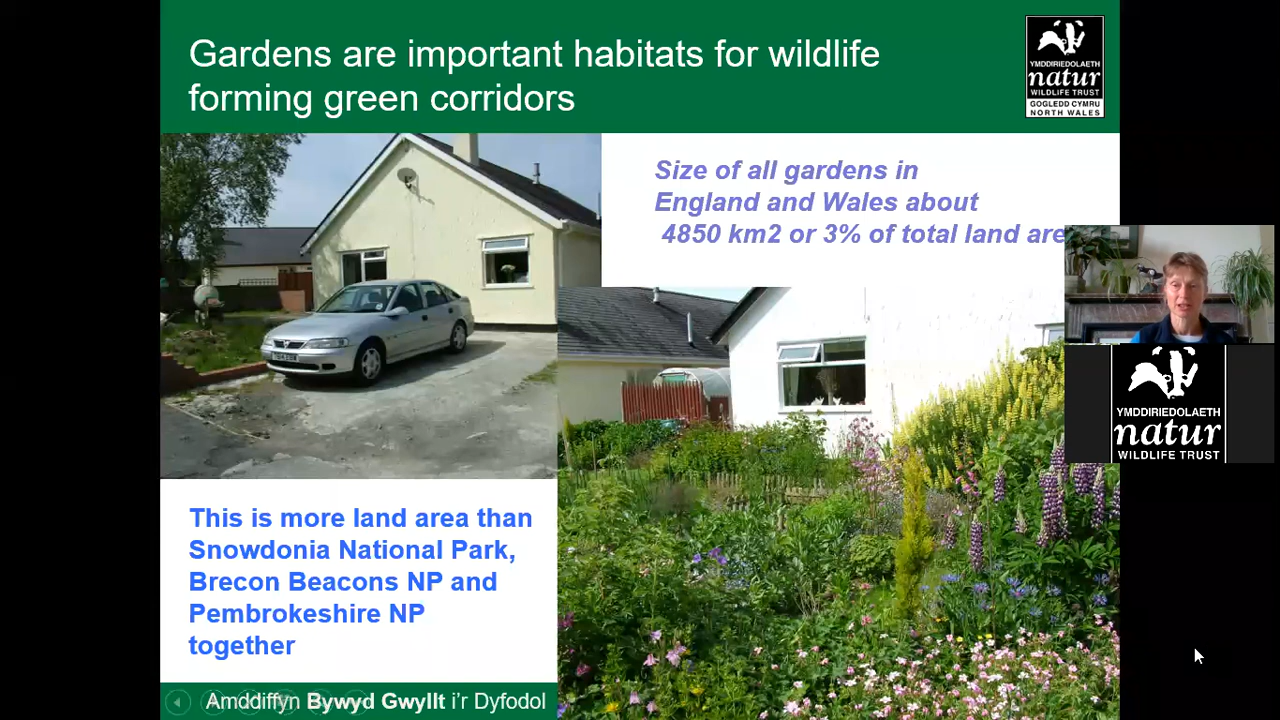 Gardens are important habitats for wildlife
forming green corridors
YMDDIRIEDOLAETH
natur
WILDLIFE TRUST
GOGLEDD CYMRU
NORTH WALES
Size of all gardens in
England and Wales about
4850 km2 or 3% of total land are
YMDDIRIEDOLAETH
natur
WILDLIFE TRUST
This is more land area than
Snowdonia National Park,
Brecon Beacons NP and
Pembrokeshire NP
together
Amddiffyn Bywyd Gwyllt i'r Dyfodol